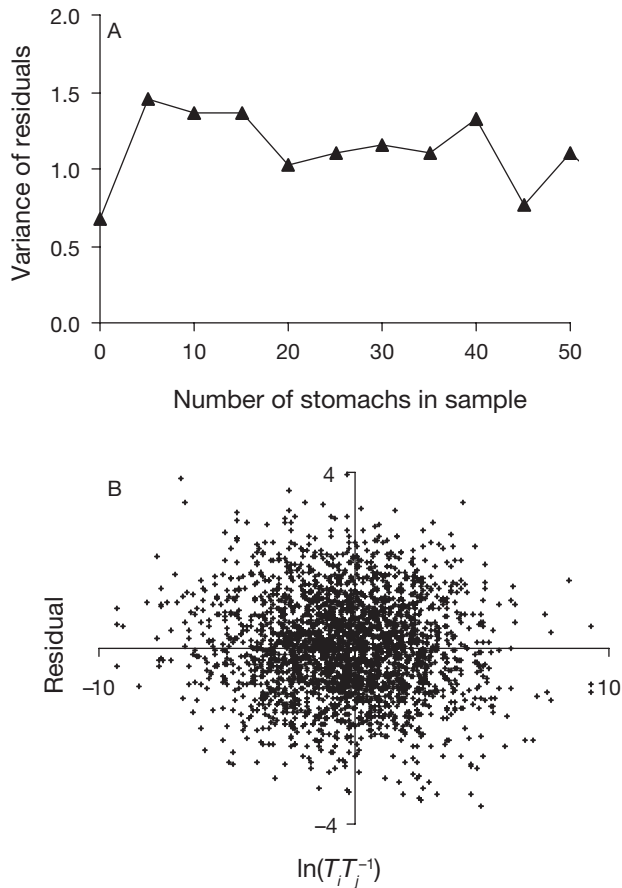 A
Variance of residuals
2.0
1.5
1.0
0.5
0.0
0 10 20 30 40 50
Number of stomachs in sample
B
Residual
4
–10 10
–4
ln(TᵢTⱼ⁻¹)